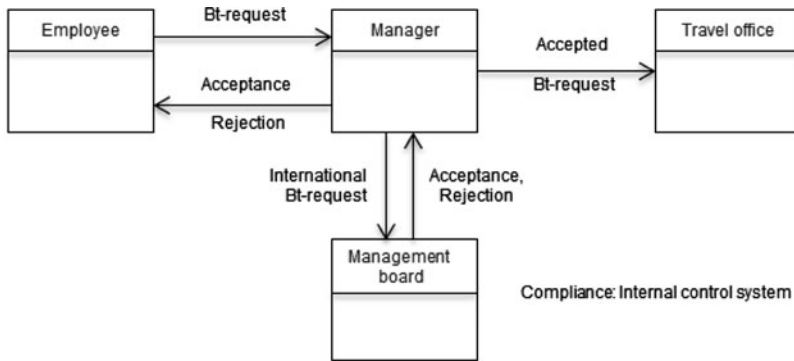 Employee
Bt-request
Manager
Accepted
Bt-request
Travel office
Acceptance
Rejection
International
Bt-request
Acceptance,
Rejection
Management
board
Compliance: Internal control system